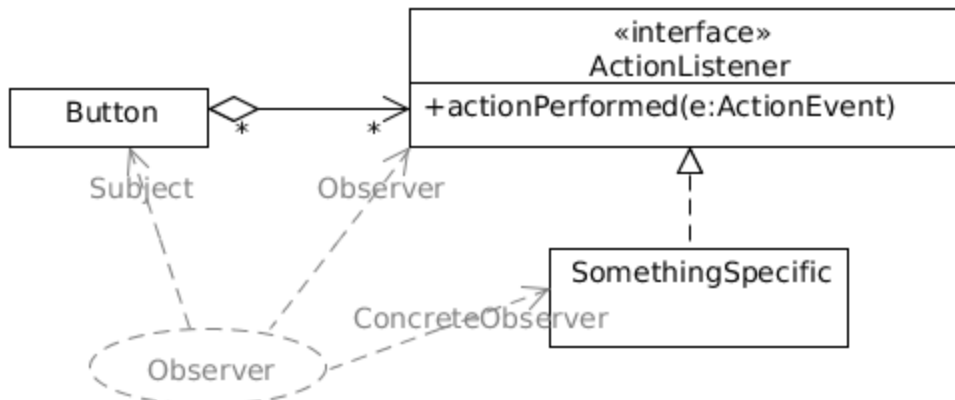 «interface»
ActionListener
Button
+actionPerformed(e:ActionEvent)
*
*
Subject
Observer
SomethingSpecific
ConcreteObserver
Observer